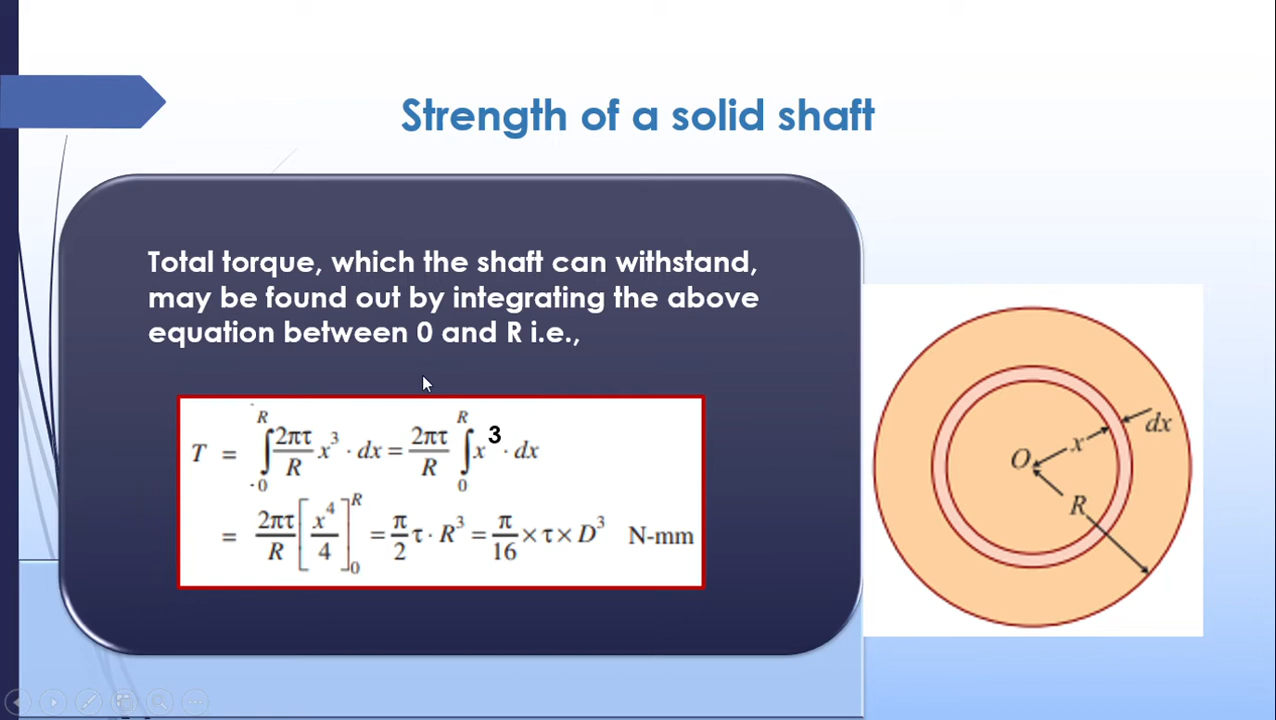 Strength of a solid shaft
Total torque, which the shaft can withstand,
may be found out by integrating the above
equation between 0 and R i.e.,
T = ∫₀ᴿ 2πτ/R x³ · dx = 2πτ/R ∫₀ᴿ x³ · dx
= 2πτ/R [x⁴/4]₀ᴿ = π/2 τ · R³ = π/16 × τ × D³ N-mm
dx
x
O
R